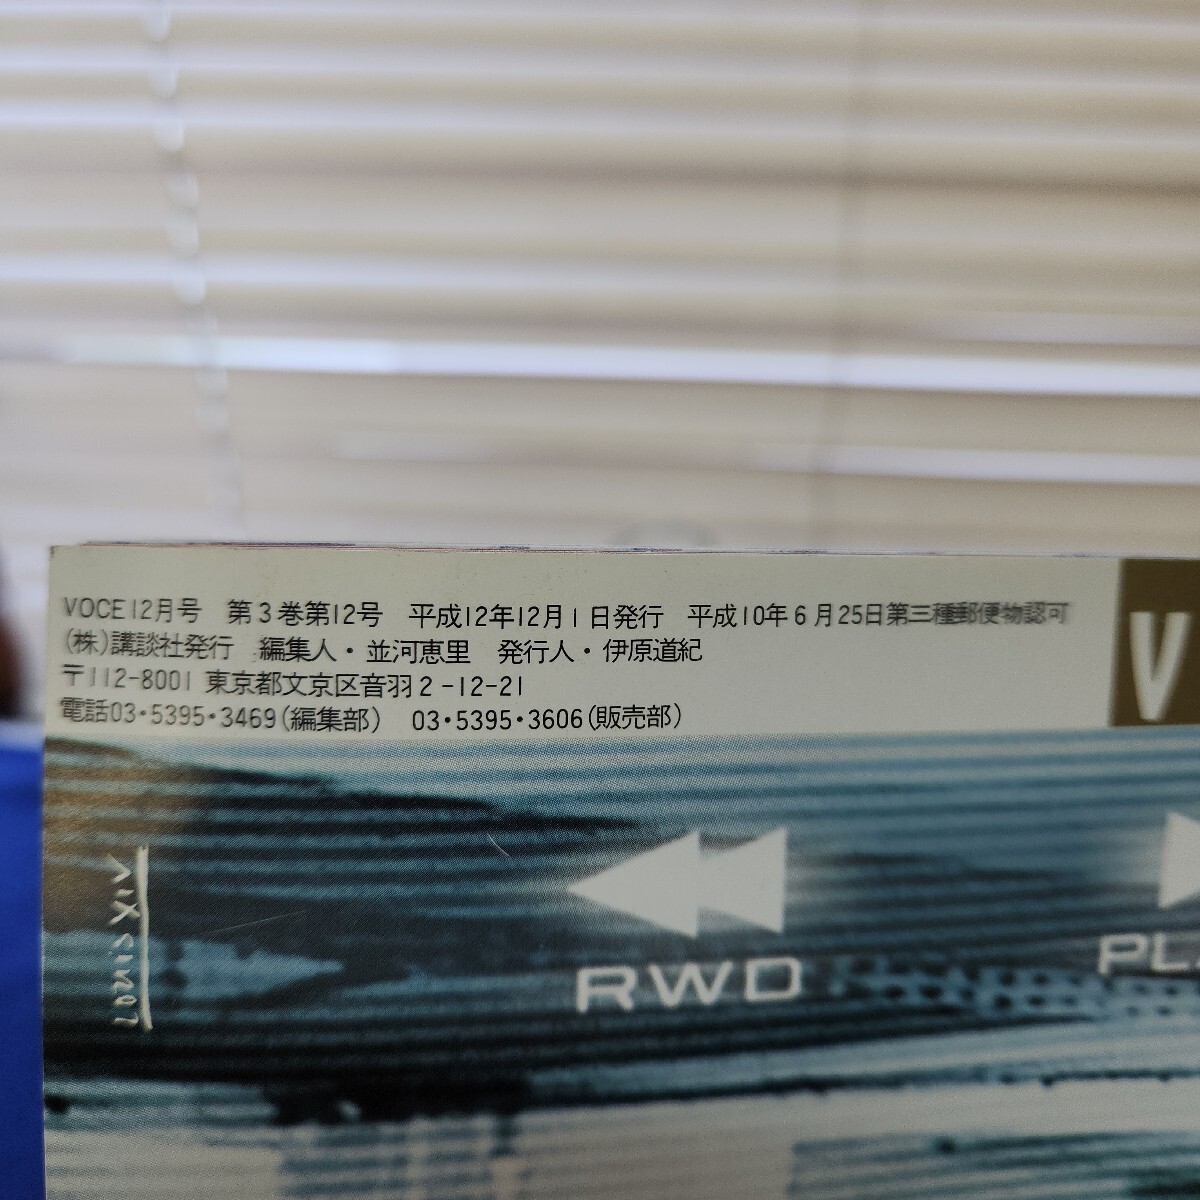 VOCE12月号 第3巻第12号 平成12年12月1日発行 平成10年6月25日第三種郵便物認可
(株)講談社発行 編集人・並河恵里 発行人・伊原道紀
〒112-8001 東京都文京区音羽2-12-21
電話03・5395・3469(編集部) 03・5395・3606(販売部)
V
RWD
PLA